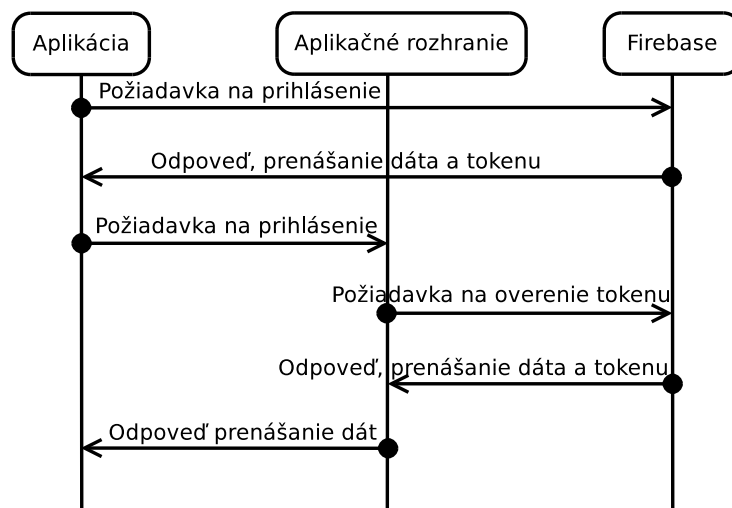 Aplikácia
Aplikačné rozhranie
Firebase
Požiadavka na prihlásenie
Odpoveď, prenášanie dáta a tokenu
Požiadavka na prihlásenie
Požiadavka na overenie tokenu
Odpoveď, prenášanie dáta a tokenu
Odpoveď prenášanie dát